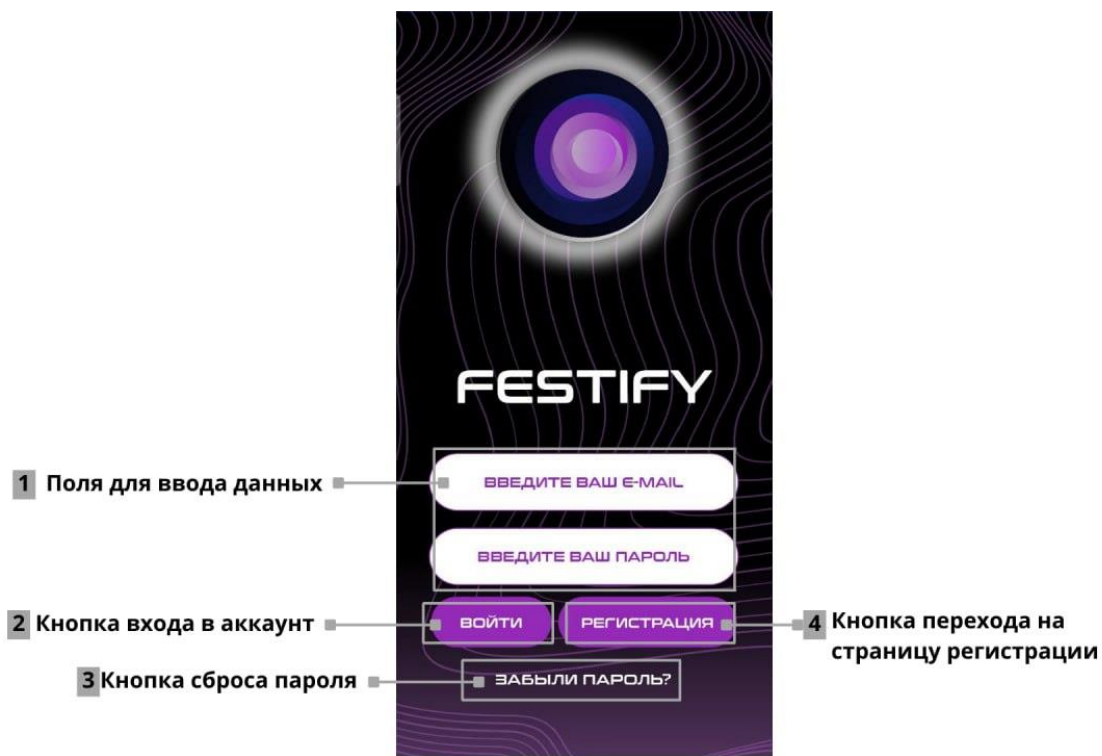 FESTIFY
1 Поля для ввода данных
ВВЕДИТЕ ВАШ E-MAIL
ВВЕДИТЕ ВАШ ПАРОЛЬ
2 Кнопка входа в аккаунт
ВОЙТИ
РЕГИСТРАЦИЯ
4 Кнопка перехода на
страницу регистрации
3 Кнопка сброса пароля
ЗАБЫЛИ ПАРОЛЬ?